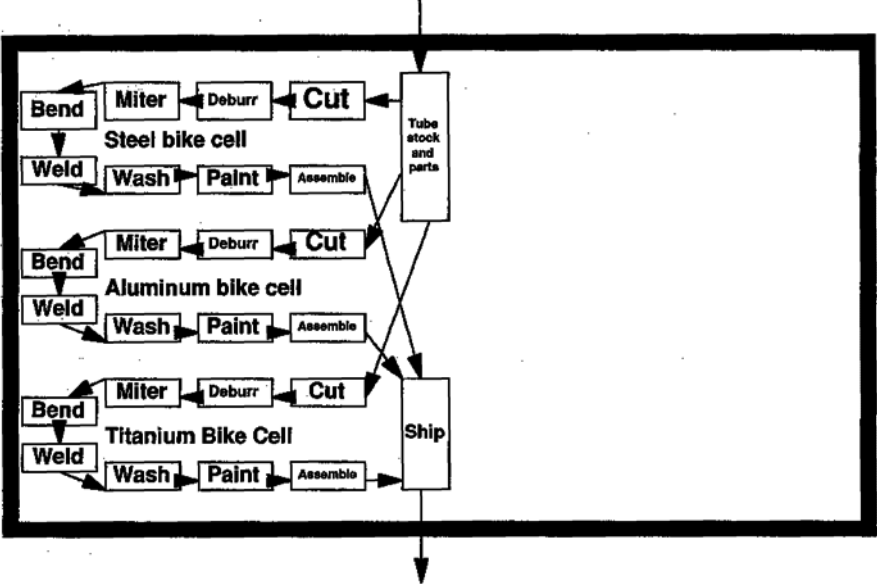 Miter Deburr Cut
Bend
Tube
stock
and
parts
Steel bike cell
Weld
Wash Paint Assemble
Miter Deburr Cut
Bend
Aluminum bike cell
Weld
Wash Paint Assemble
Miter Deburr Cut
Bend
Titanium Bike Cell
Ship
Weld
Wash Paint Assemble